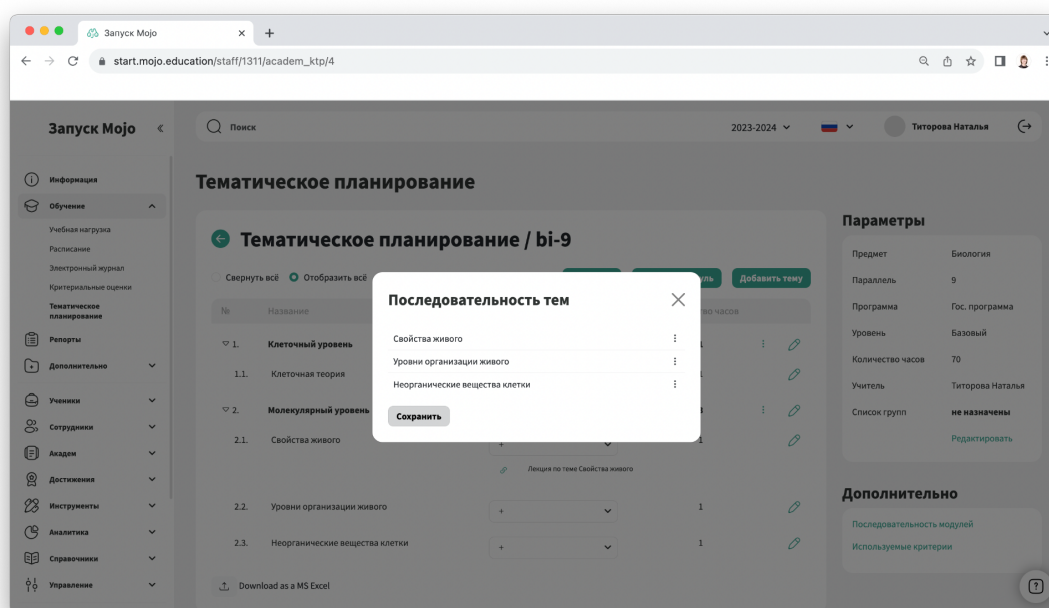 Запуск Mojo
start.mojo.education/staff/1311/academ_ktp/4
Запуск Mojo
Поиск
2023-2024
Титорова Наталья
Информация
Обучение
Учебная нагрузка
Расписание
Электронный журнал
Критериальные оценки
Тематическое
планирование
Репорты
Дополнительно
Ученики
Сотрудники
Академ
Достижения
Инструменты
Аналитика
Справочники
Управление
Тематическое планирование
Тематическое планирование / bi-9
Свернуть всё
Отобразить всё
Добавить тему
№
Название
во часов
1.
Клеточный уровень
1.1.
Клеточная теория
2.
Молекулярный уровень
2.1.
Свойства живого
+
1
Лекция по теме Свойства живого
2.2.
Уровни организации живого
+
1
2.3.
Неорганические вещества клетки
+
1
Download as a MS Excel
Последовательность тем
Свойства живого
Уровни организации живого
Неорганические вещества клетки
Сохранить
Параметры
Предмет
Биология
Параллель
9
Программа
Гос. программа
Уровень
Базовый
Количество часов
70
Учитель
Титорова Наталья
Список групп
не назначены
Редактировать
Дополнительно
Последовательность модулей
Используемые критерии